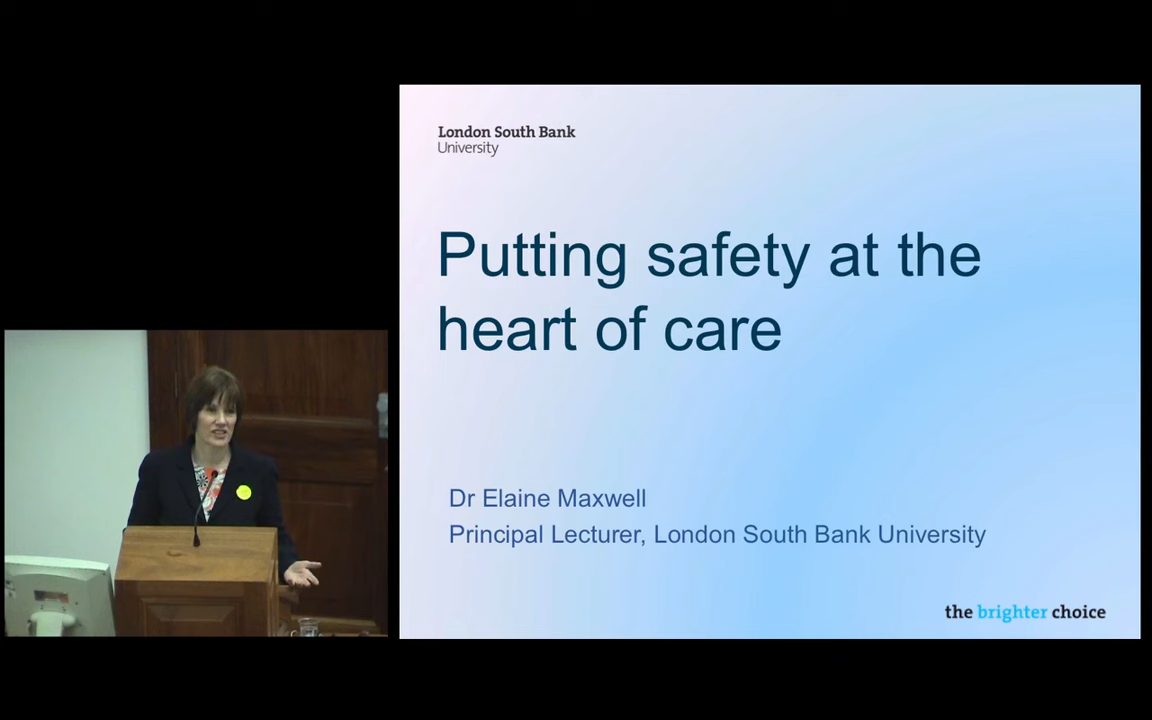 London South Bank
University
Putting safety at the
heart of care
Dr Elaine Maxwell
Principal Lecturer, London South Bank University
the brighter choice